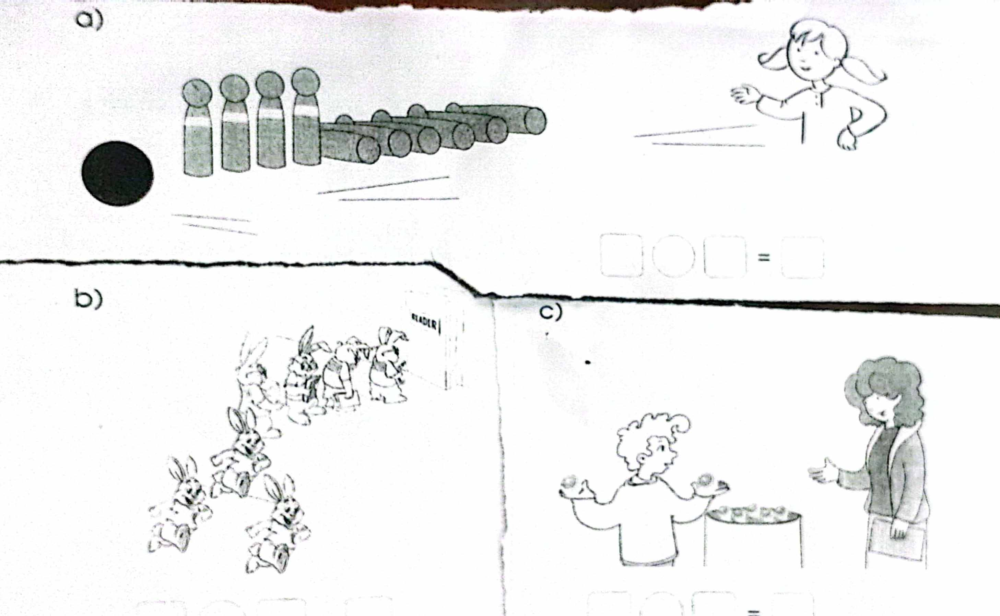 a)
=
b)
READER
c)
=